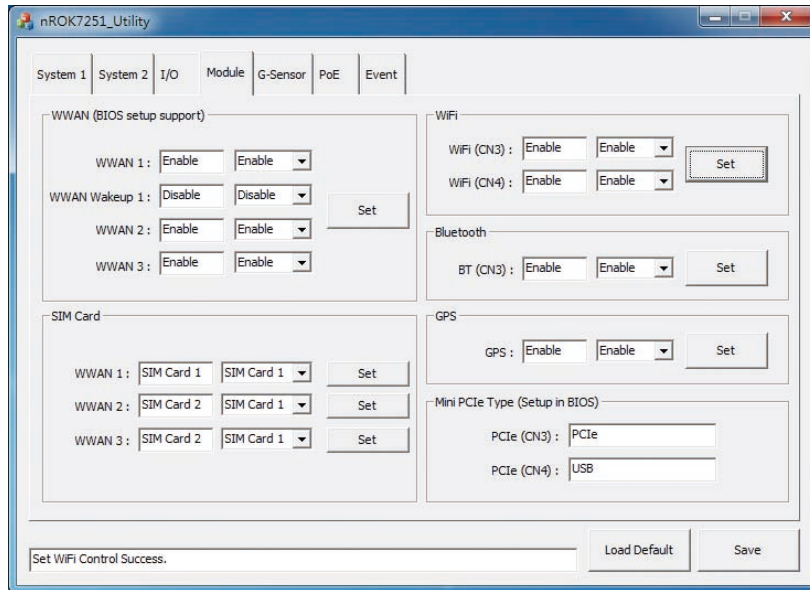 nROK7251_Utility
System 1 System 2 I/O Module G-Sensor PoE Event
WWAN (BIOS setup support)
WWAN 1 : Enable Enable
WWAN Wakeup 1 : Disable Disable
Set
WWAN 2 : Enable Enable
WWAN 3 : Enable Enable
SIM Card
WWAN 1 : SIM Card 1 SIM Card 1 Set
WWAN 2 : SIM Card 2 SIM Card 1 Set
WWAN 3 : SIM Card 2 SIM Card 1 Set
WiFi
WiFi (CN3) : Enable Enable
Set
WiFi (CN4) : Enable Enable
Bluetooth
BT (CN3) : Enable Enable Set
GPS
GPS : Enable Enable Set
Mini PCIe Type (Setup in BIOS)
PCIe (CN3) : PCIe
PCIe (CN4) : USB
Set WiFi Control Success.
Load Default Save